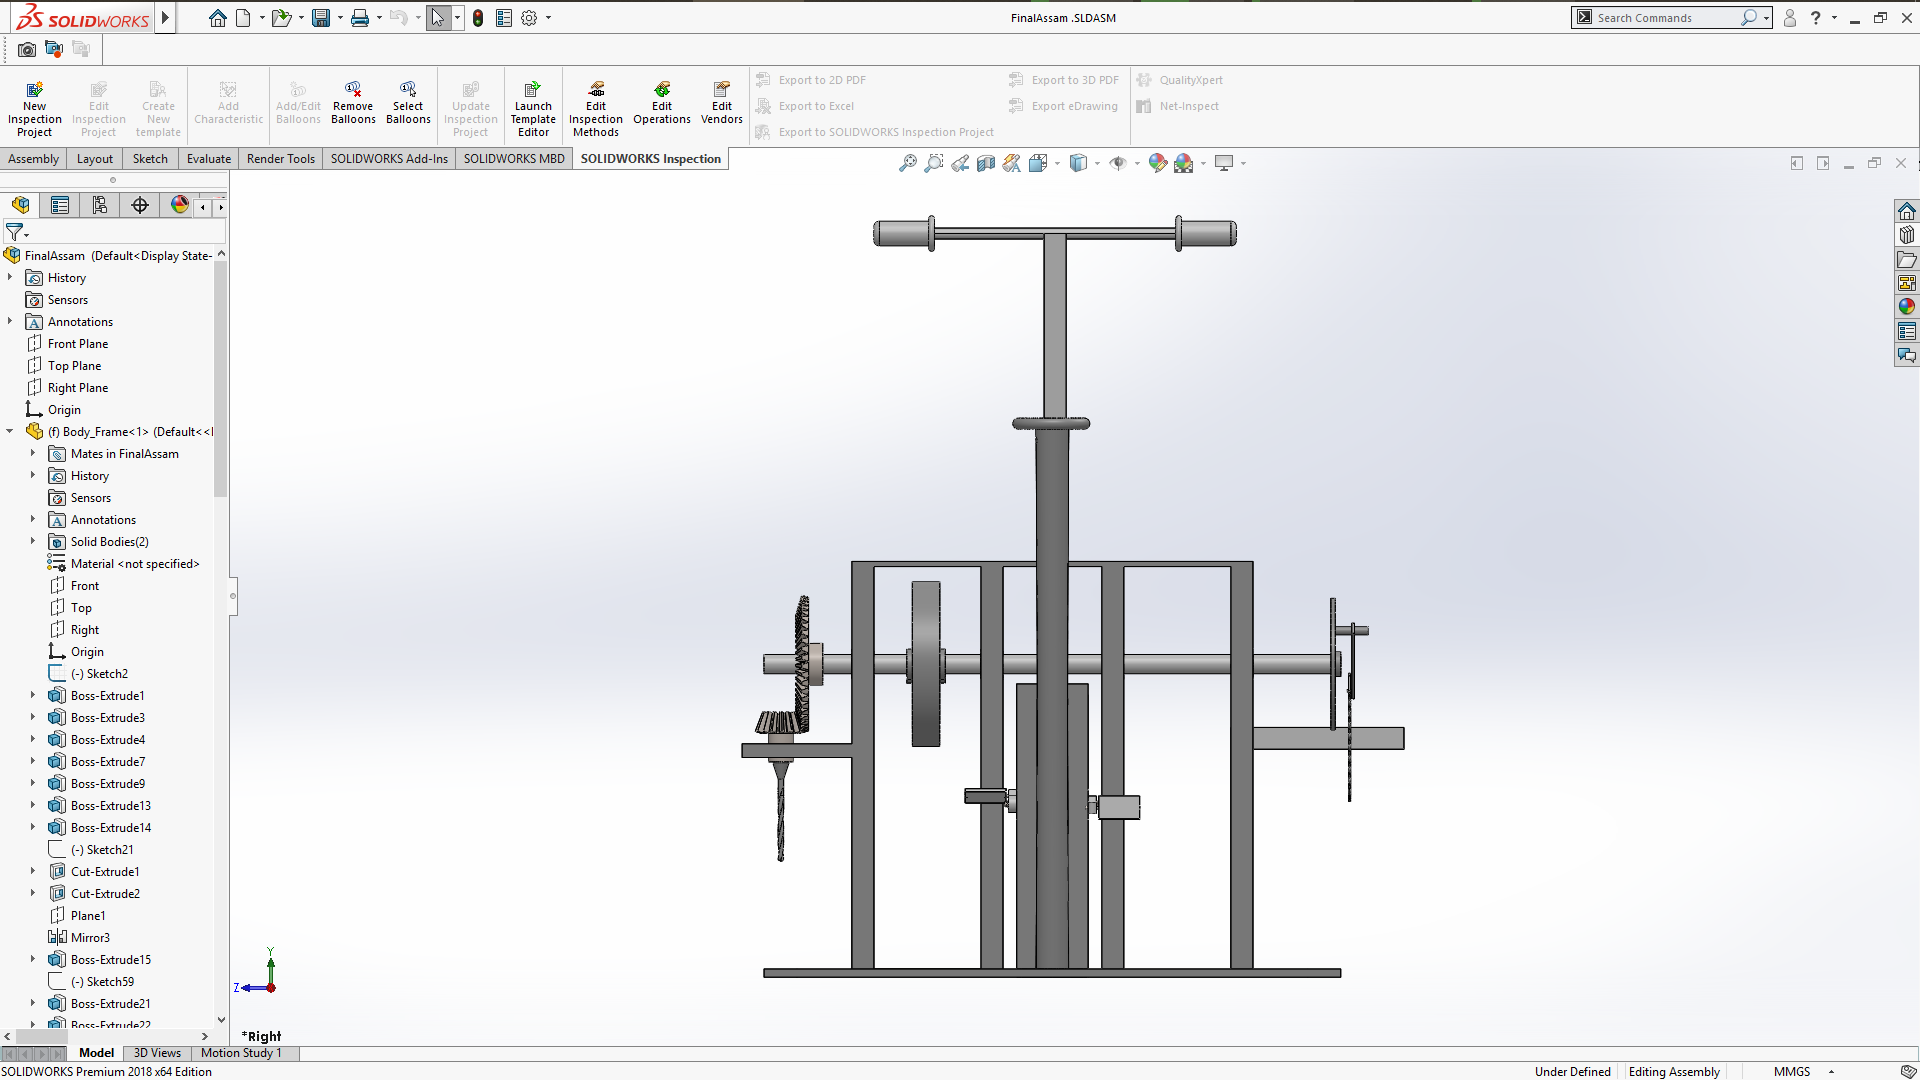 SOLIDWORKS
FinalAssam .SLDASM
Search Commands
New Inspection Project
Edit Inspection Project
Create New template
Add Characteristic
Add/Edit Balloons
Remove Balloons
Select Balloons
Update Inspection Project
Launch Template Editor
Edit Inspection Methods
Edit Operations
Edit Vendors
Export to 2D PDF
Export to Excel
Export to SOLIDWORKS Inspection Project
Export to 3D PDF
Export eDrawing
QualityXpert
Net-Inspect
Assembly
Layout
Sketch
Evaluate
Render Tools
SOLIDWORKS Add-Ins
SOLIDWORKS MBD
SOLIDWORKS Inspection
FinalAssam (Default<Display State-
History
Sensors
Annotations
Front Plane
Top Plane
Right Plane
Origin
(f) Body_Frame<1> (Default<<
Mates in FinalAssam
History
Sensors
Annotations
Solid Bodies(2)
Material <not specified>
Front
Top
Right
Origin
(-) Sketch2
Boss-Extrude1
Boss-Extrude3
Boss-Extrude4
Boss-Extrude7
Boss-Extrude9
Boss-Extrude13
Boss-Extrude14
(-) Sketch21
Cut-Extrude1
Cut-Extrude2
Plane1
Mirror3
Boss-Extrude15
(-) Sketch59
Boss-Extrude21
Boss-Extrude22
Y
Z
*Right
Model
3D Views
Motion Study 1
SOLIDWORKS Premium 2018 x64 Edition
Under Defined
Editing Assembly
MMGS